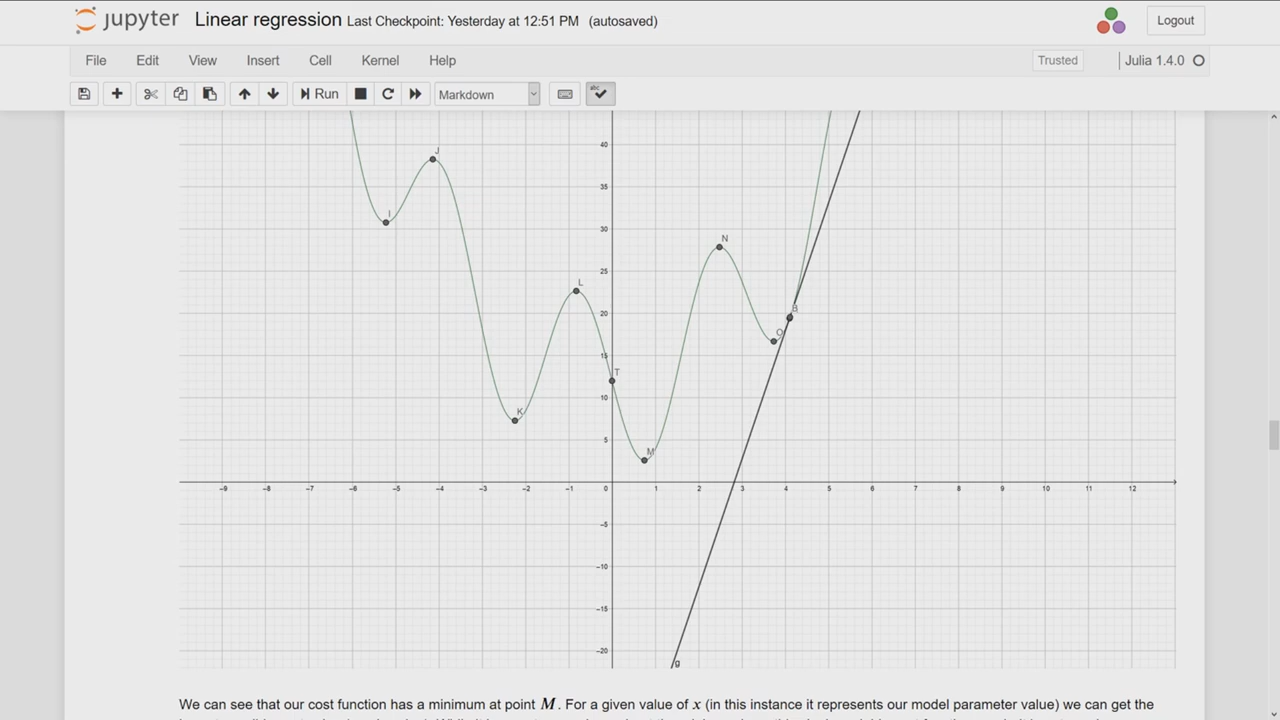 jupyter Linear regression Last Checkpoint: Yesterday at 12:51 PM (autosaved) Logout
File Edit View Insert Cell Kernel Help Trusted Julia 1.4.0
Run Markdown
40
J
35
I
30
N
25
L
20
B
O
15
T
10
K
5
M
−9 −8 −7 −6 −5 −4 −3 −2 −1 0 1 2 3 4 5 6 7 8 9 10 11 12
−5
−10
−15
−20
g
We can see that our cost function has a minimum at point M. For a given value of x (in this instance it represents our model parameter value) we can get the